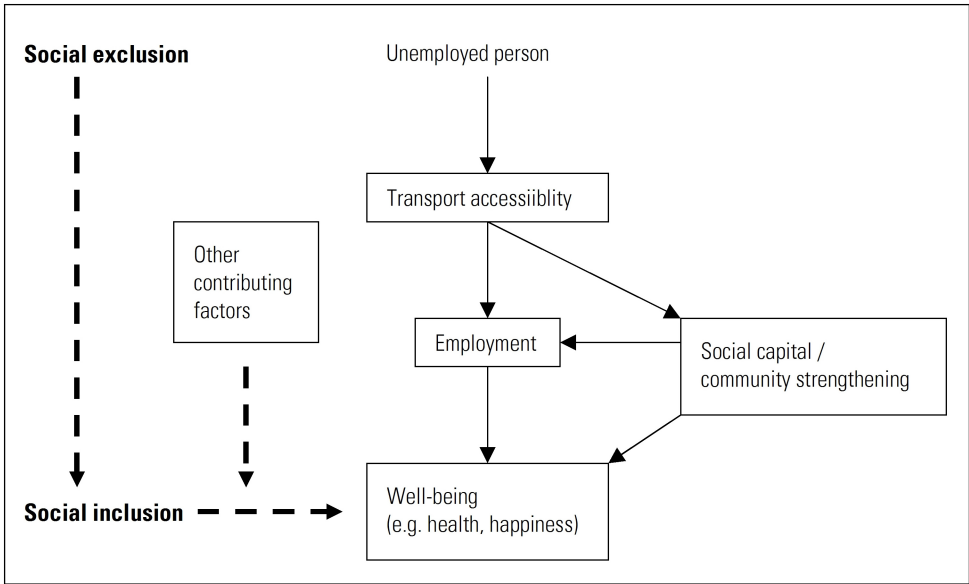 Social exclusion
Unemployed person
Transport accessiiblity
Other
contributing
factors
Employment
Social capital /
community strengthening
Well-being
(e.g. health, happiness)
Social inclusion